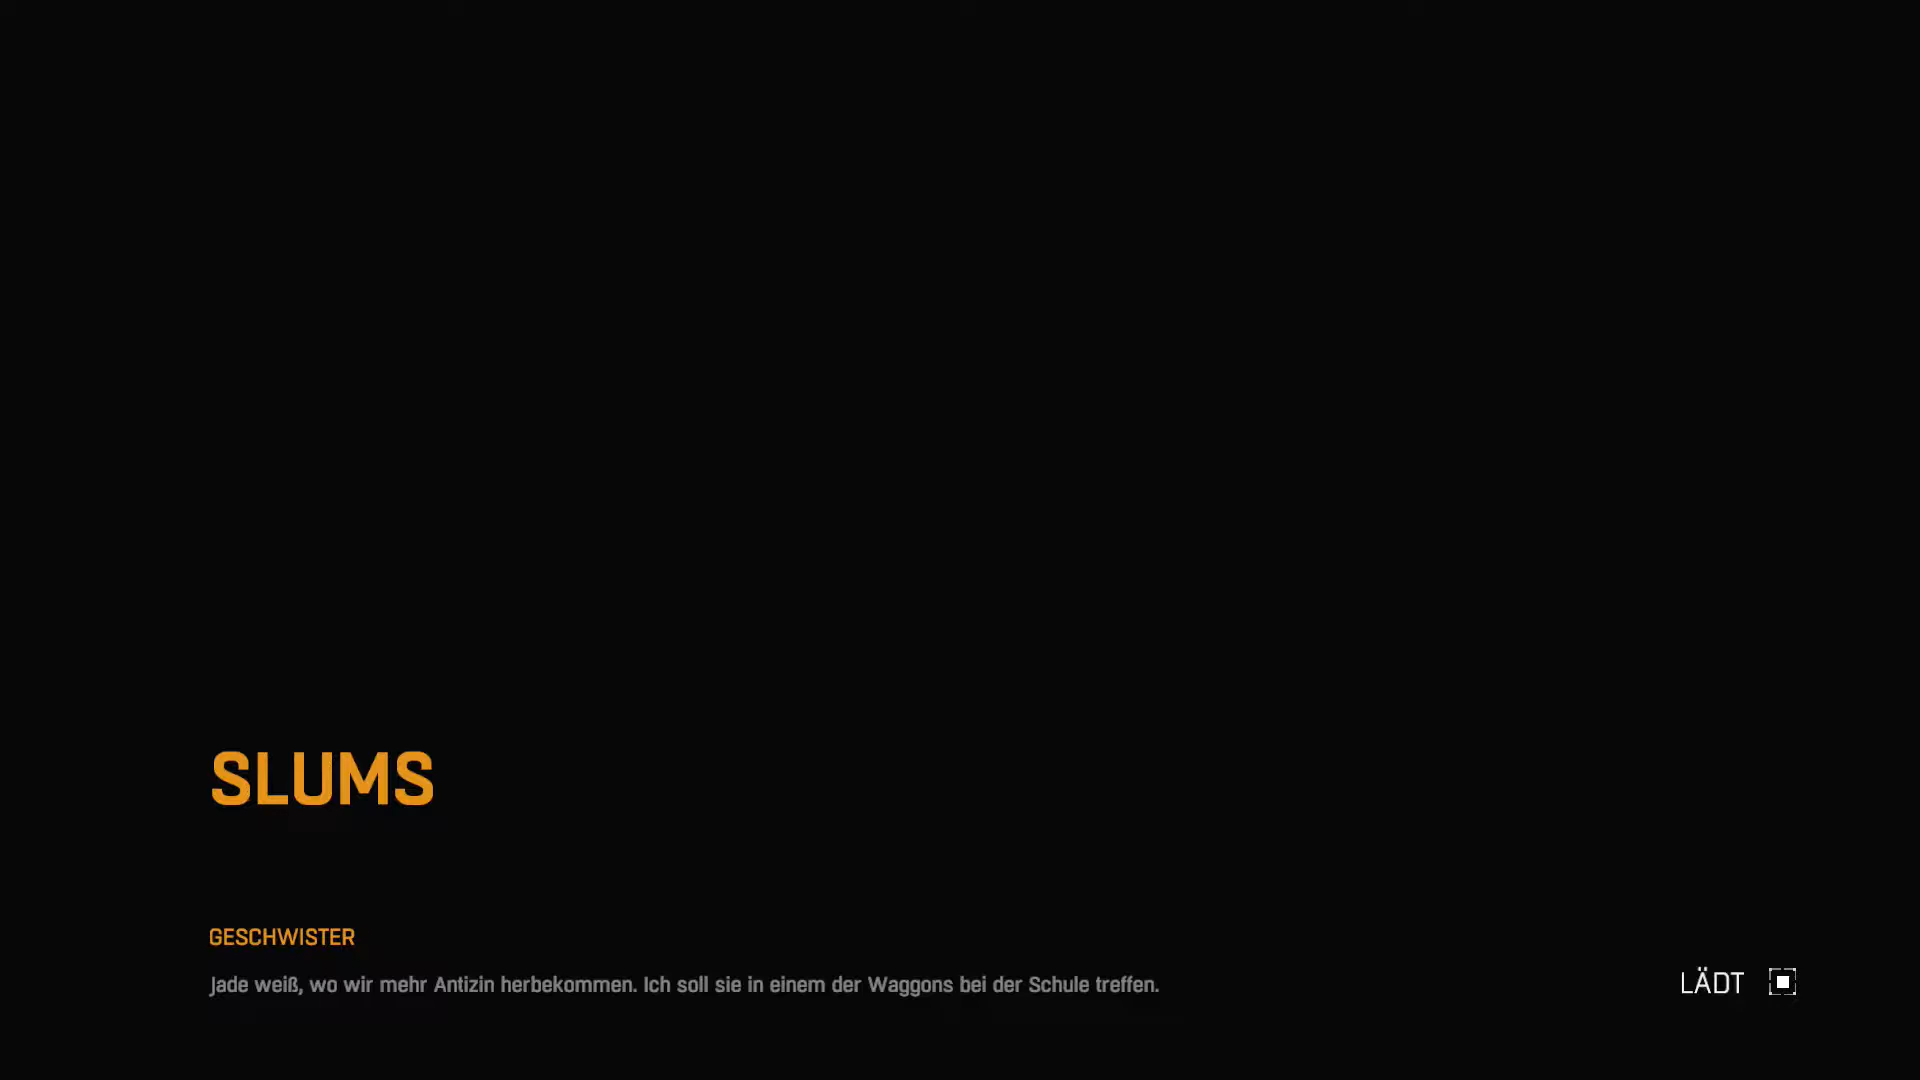 SLUMS
GESCHWISTER
Jade weiß, wo wir mehr Antizin herbekommen. Ich soll sie in einem der Waggons bei der Schule treffen.
LÄDT